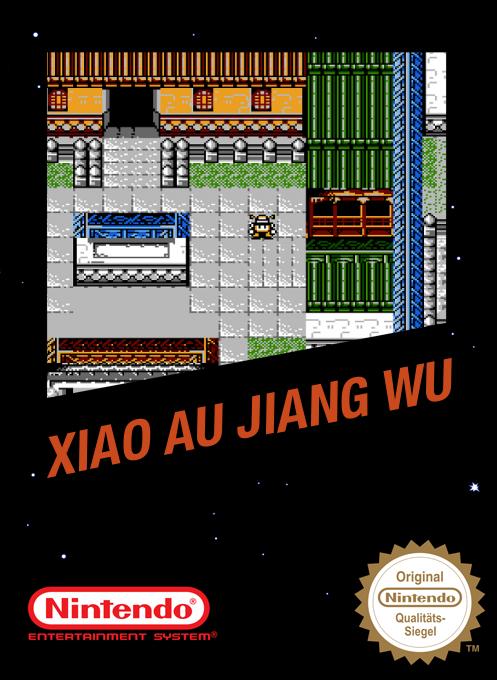 XIAO AU JIANG WU
Nintendo®
ENTERTAINMENT SYSTEM®
Original
Nintendo
Qualitäts-
Siegel
TM